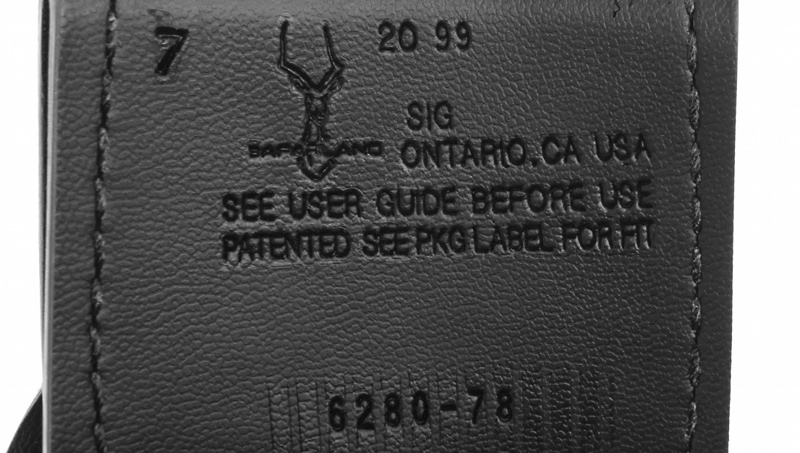 7 20 99
SIG
SAFARILAND ONTARIO, CA USA
SEE USER GUIDE BEFORE USE
PATENTED SEE PKG LABEL FOR FIT
6280-78